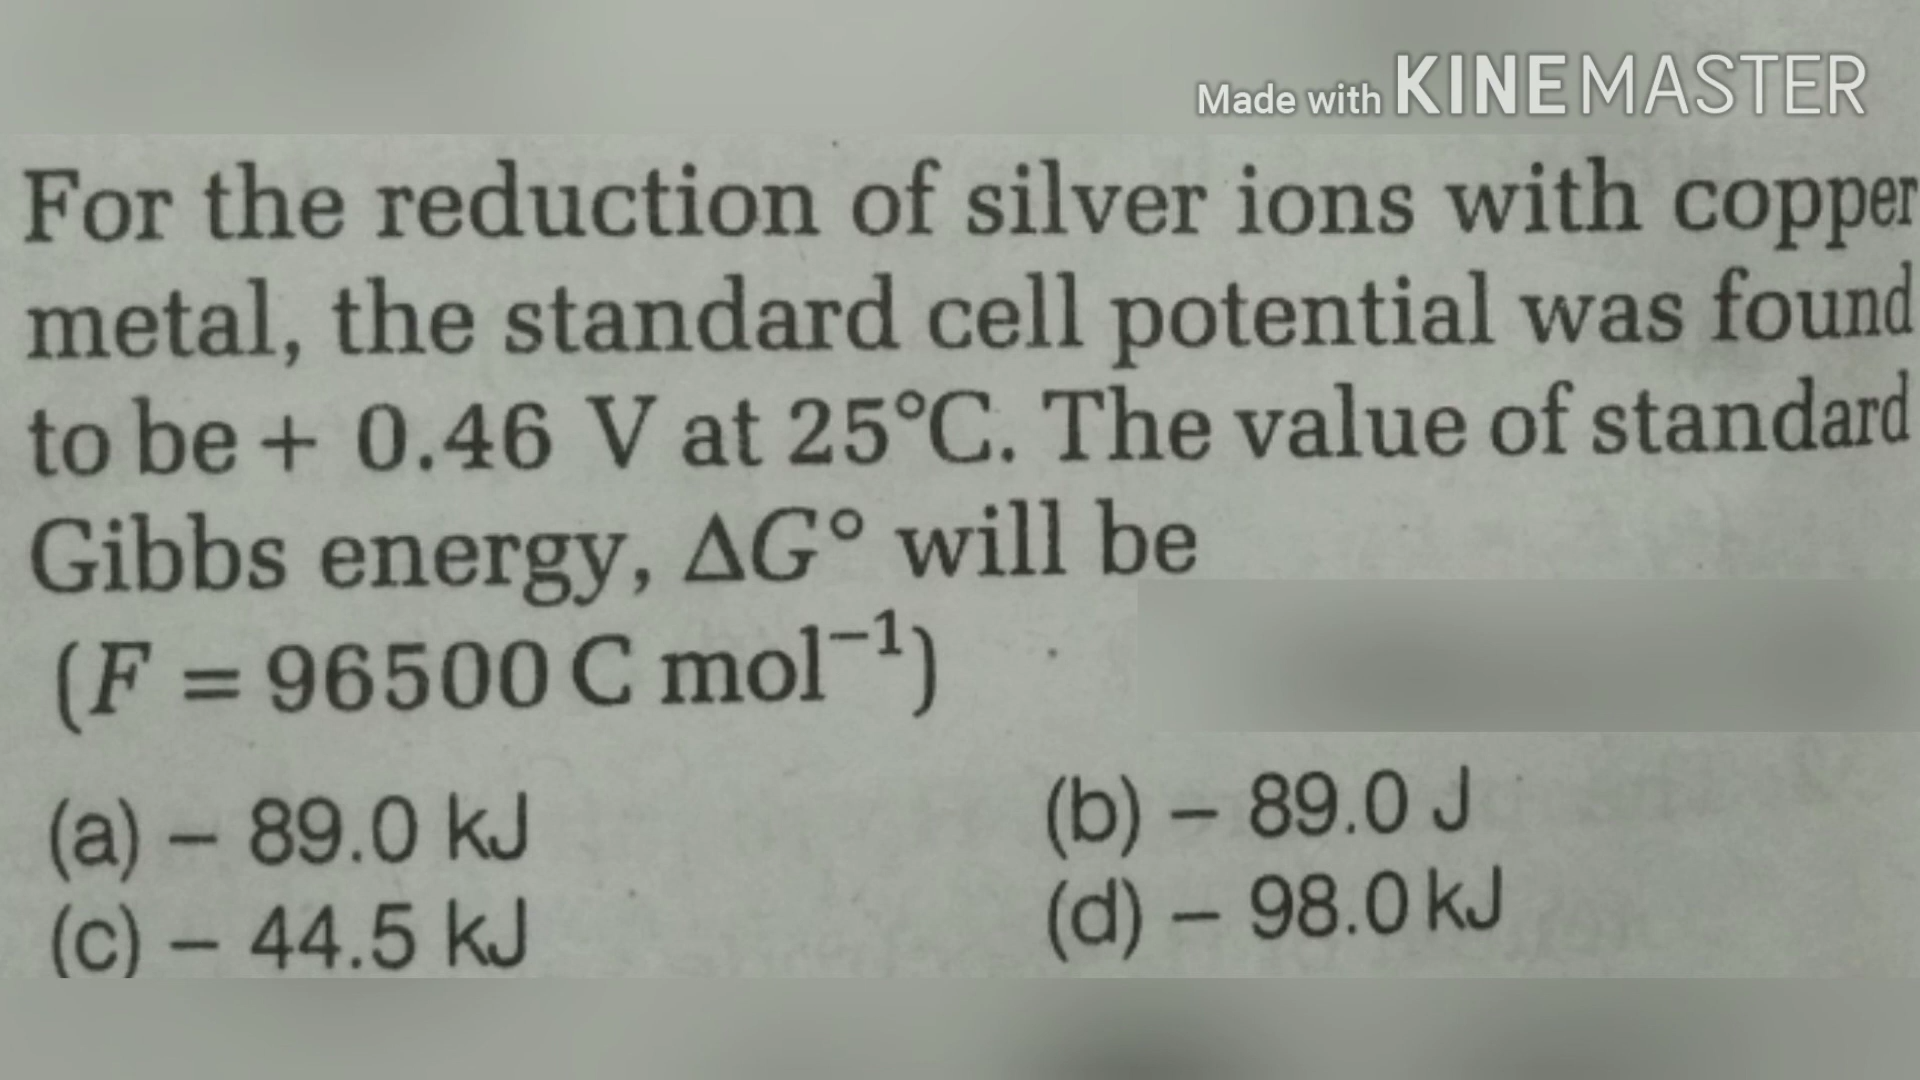 Made with KINEMASTER
For the reduction of silver ions with copper
metal, the standard cell potential was found
to be + 0.46 V at 25°C. The value of standard
Gibbs energy, ΔG° will be
(F = 96500 C mol⁻¹)
(a) – 89.0 kJ (b) – 89.0 J
(c) – 44.5 kJ (d) – 98.0 kJ